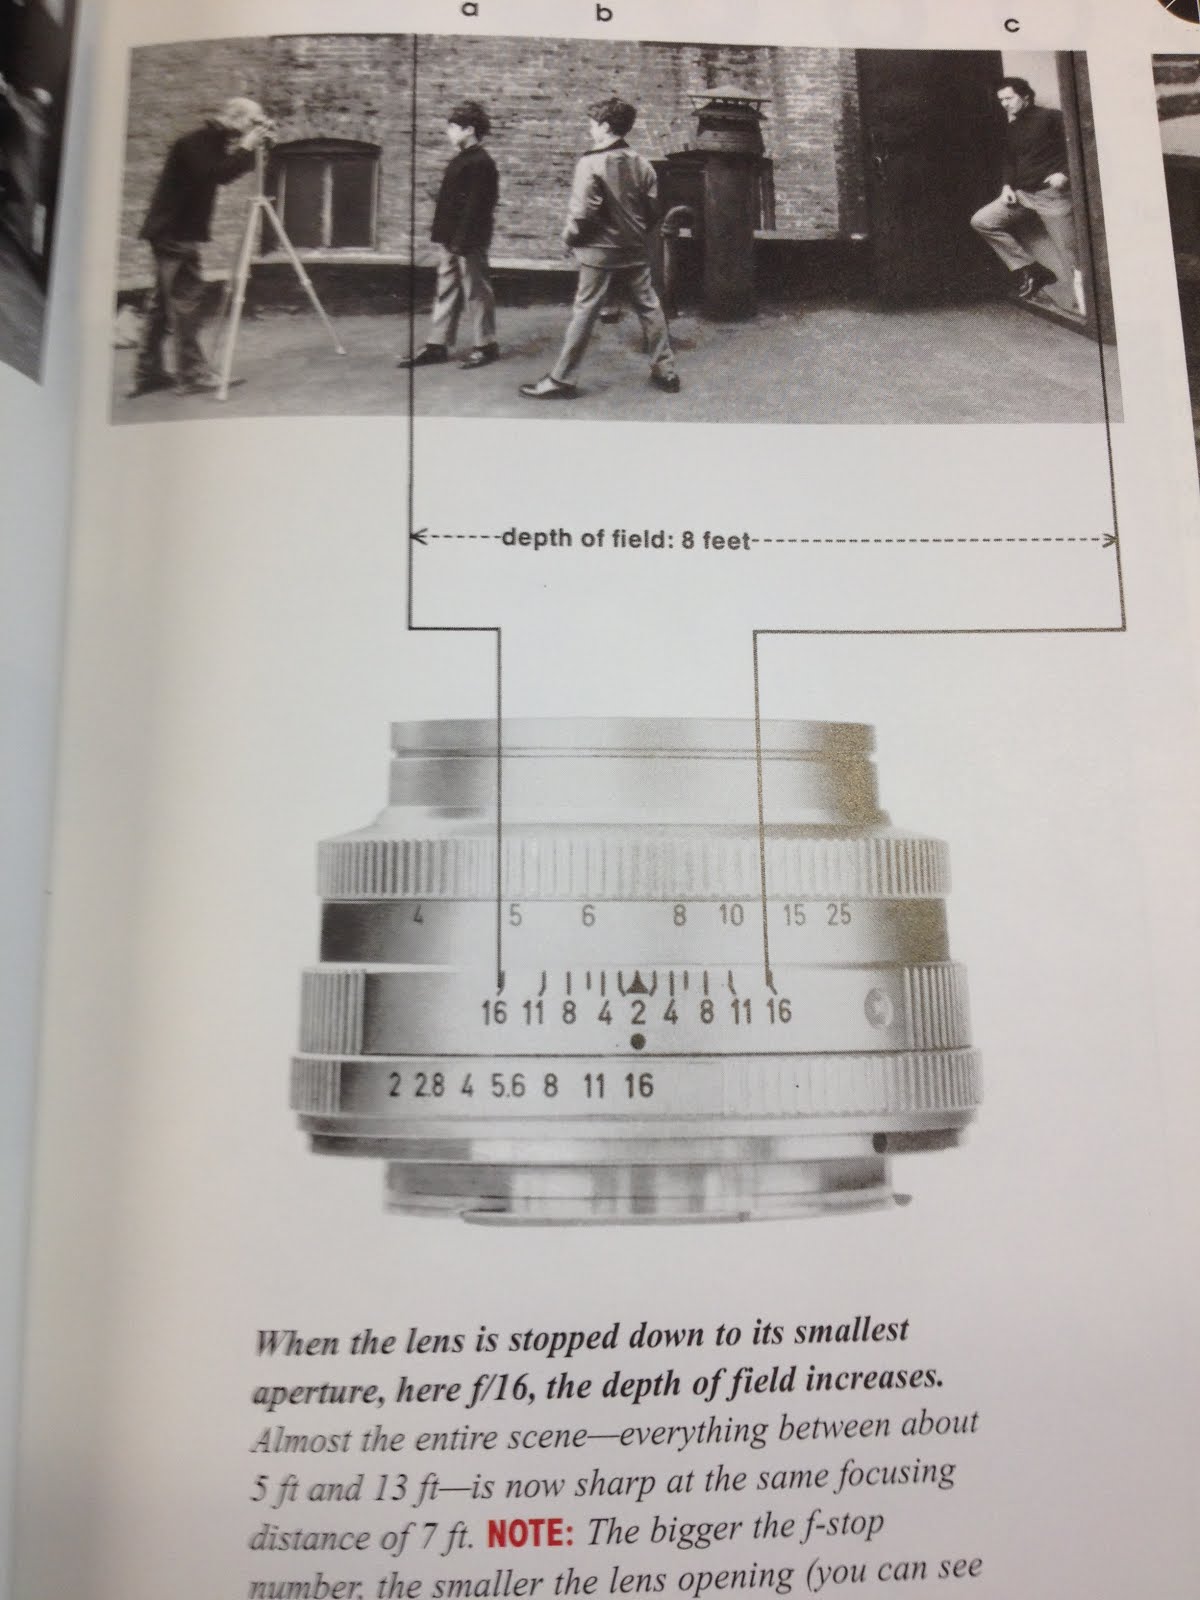 a b c
depth of field: 8 feet
4 5 6 8 10 15 25
16 11 8 4 2 4 8 11 16
2 2.8 4 5.6 8 11 16
When the lens is stopped down to its smallest
aperture, here f/16, the depth of field increases.
Almost the entire scene—everything between about
5 ft and 13 ft—is now sharp at the same focusing
distance of 7 ft. NOTE: The bigger the f-stop
number, the smaller the lens opening (you can see